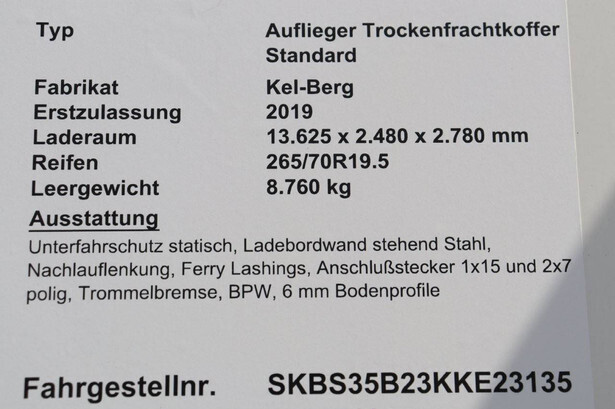 Typ Auflieger Trockenfrachtkoffer
Standard
Fabrikat Kel-Berg
Erstzulassung 2019
Laderaum 13.625 x 2.480 x 2.780 mm
Reifen 265/70R19.5
Leergewicht 8.760 kg
Ausstattung
Unterfahrschutz statisch, Ladebordwand stehend Stahl,
Nachlauflenkung, Ferry Lashings, Anschlußstecker 1x15 und 2x7
polig, Trommelbremse, BPW, 6 mm Bodenprofile
Fahrgestellnr. SKBS35B23KKE23135